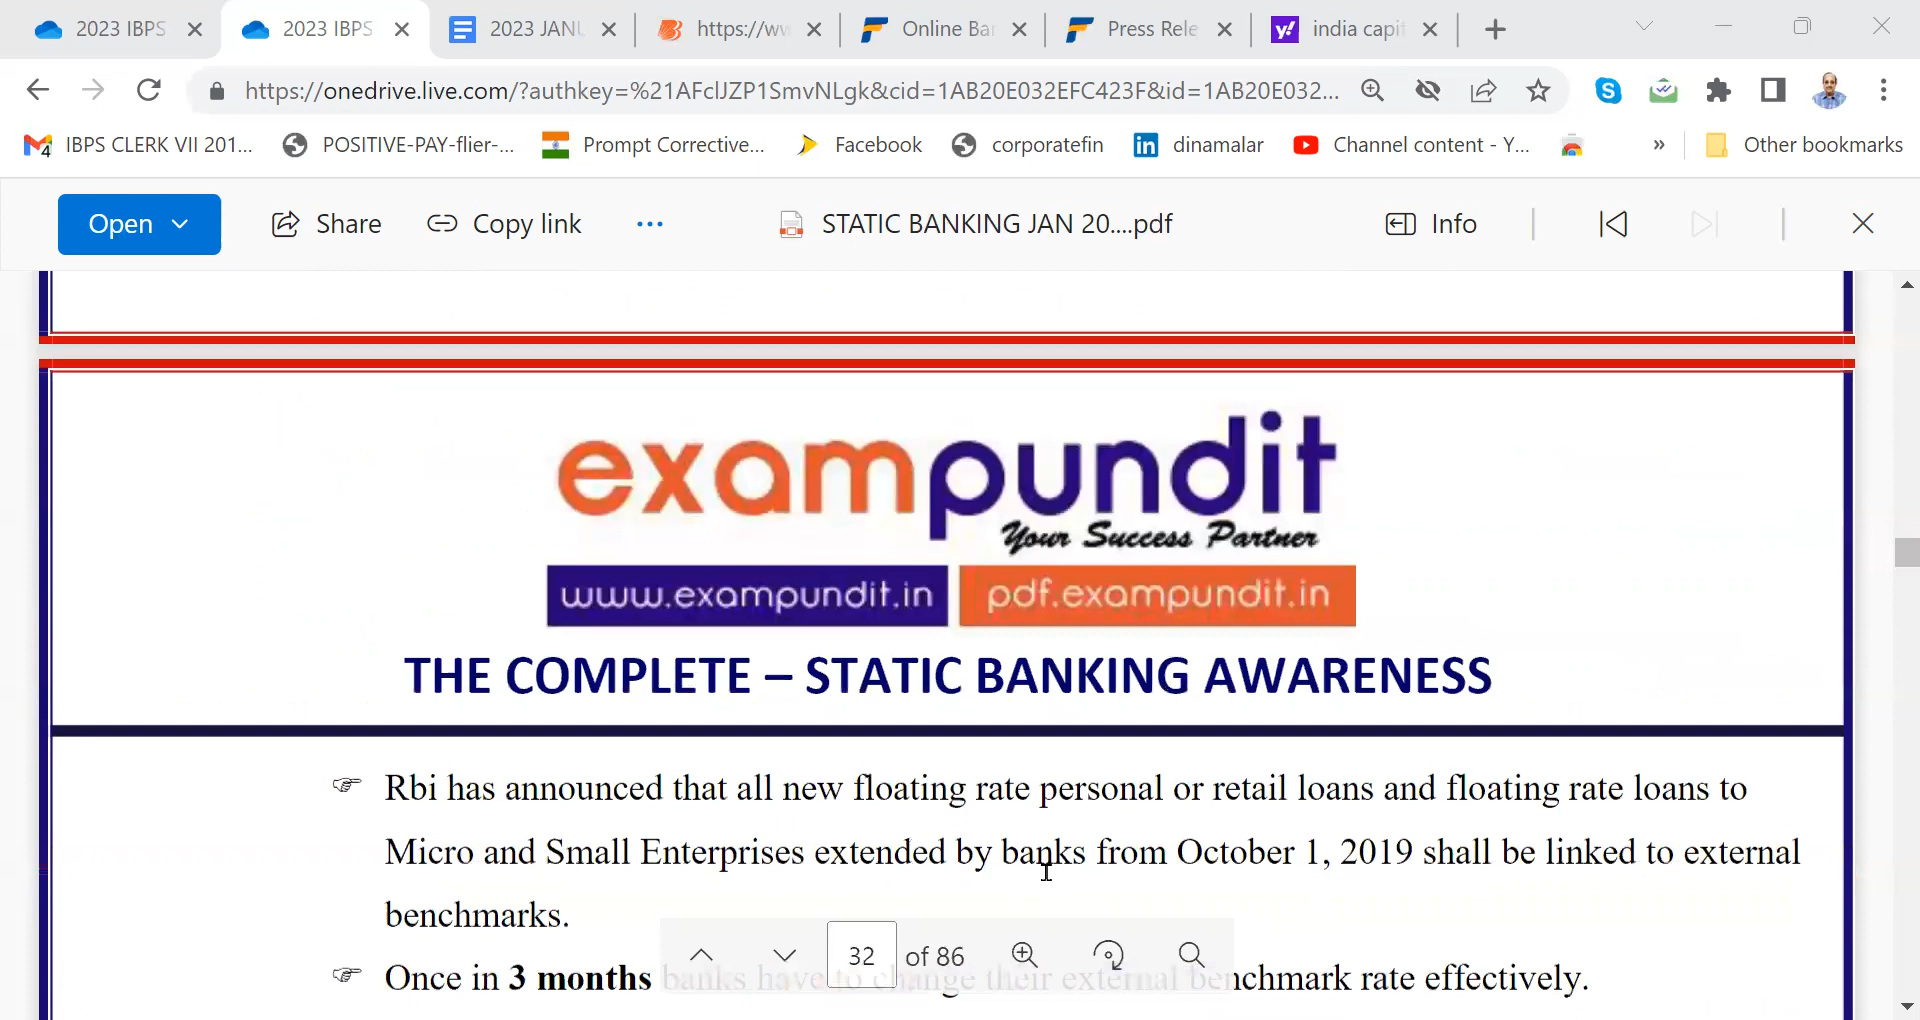 2023 IBPS
2023 IBPS
2023 JANU
https://ww
Online Bar
Press Rele
india capit
https://onedrive.live.com/?authkey=%21AFclJZP1SmvNLgk&cid=1AB20E032EFC423F&id=1AB20E032...
IBPS CLERK VII 201...
POSITIVE-PAY-flier-...
Prompt Corrective...
Facebook
corporatefin
dinamalar
Channel content - Y...
»
Other bookmarks
Open
Share
Copy link
...
STATIC BANKING JAN 20....pdf
Info
exampundit
Your Success Partner
www.exampundit.in
pdf.exampundit.in
THE COMPLETE – STATIC BANKING AWARENESS
Rbi has announced that all new floating rate personal or retail loans and floating rate loans to
Micro and Small Enterprises extended by banks from October 1, 2019 shall be linked to external
benchmarks.
32 of 86
Once in 3 months banks have to change their external benchmark rate effectively.